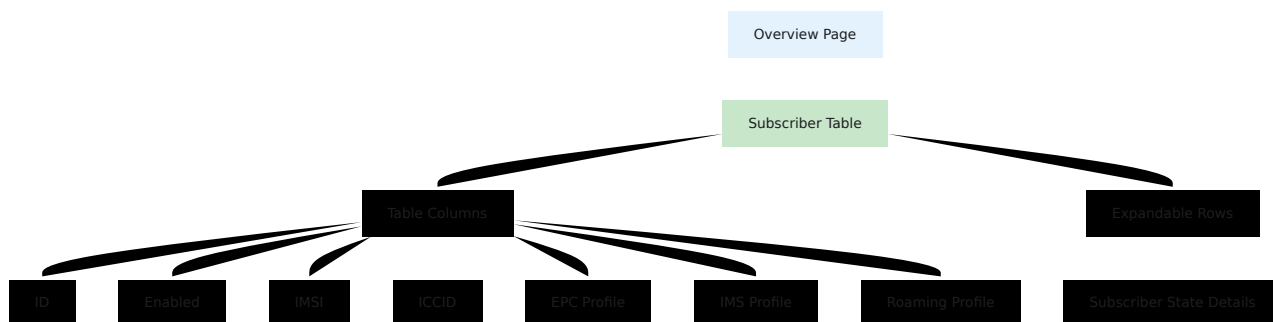 Overview Page
Subscriber Table
Table Columns
Expandable Rows
ID
Enabled
IMSI
ICCID
EPC Profile
IMS Profile
Roaming Profile
Subscriber State Details